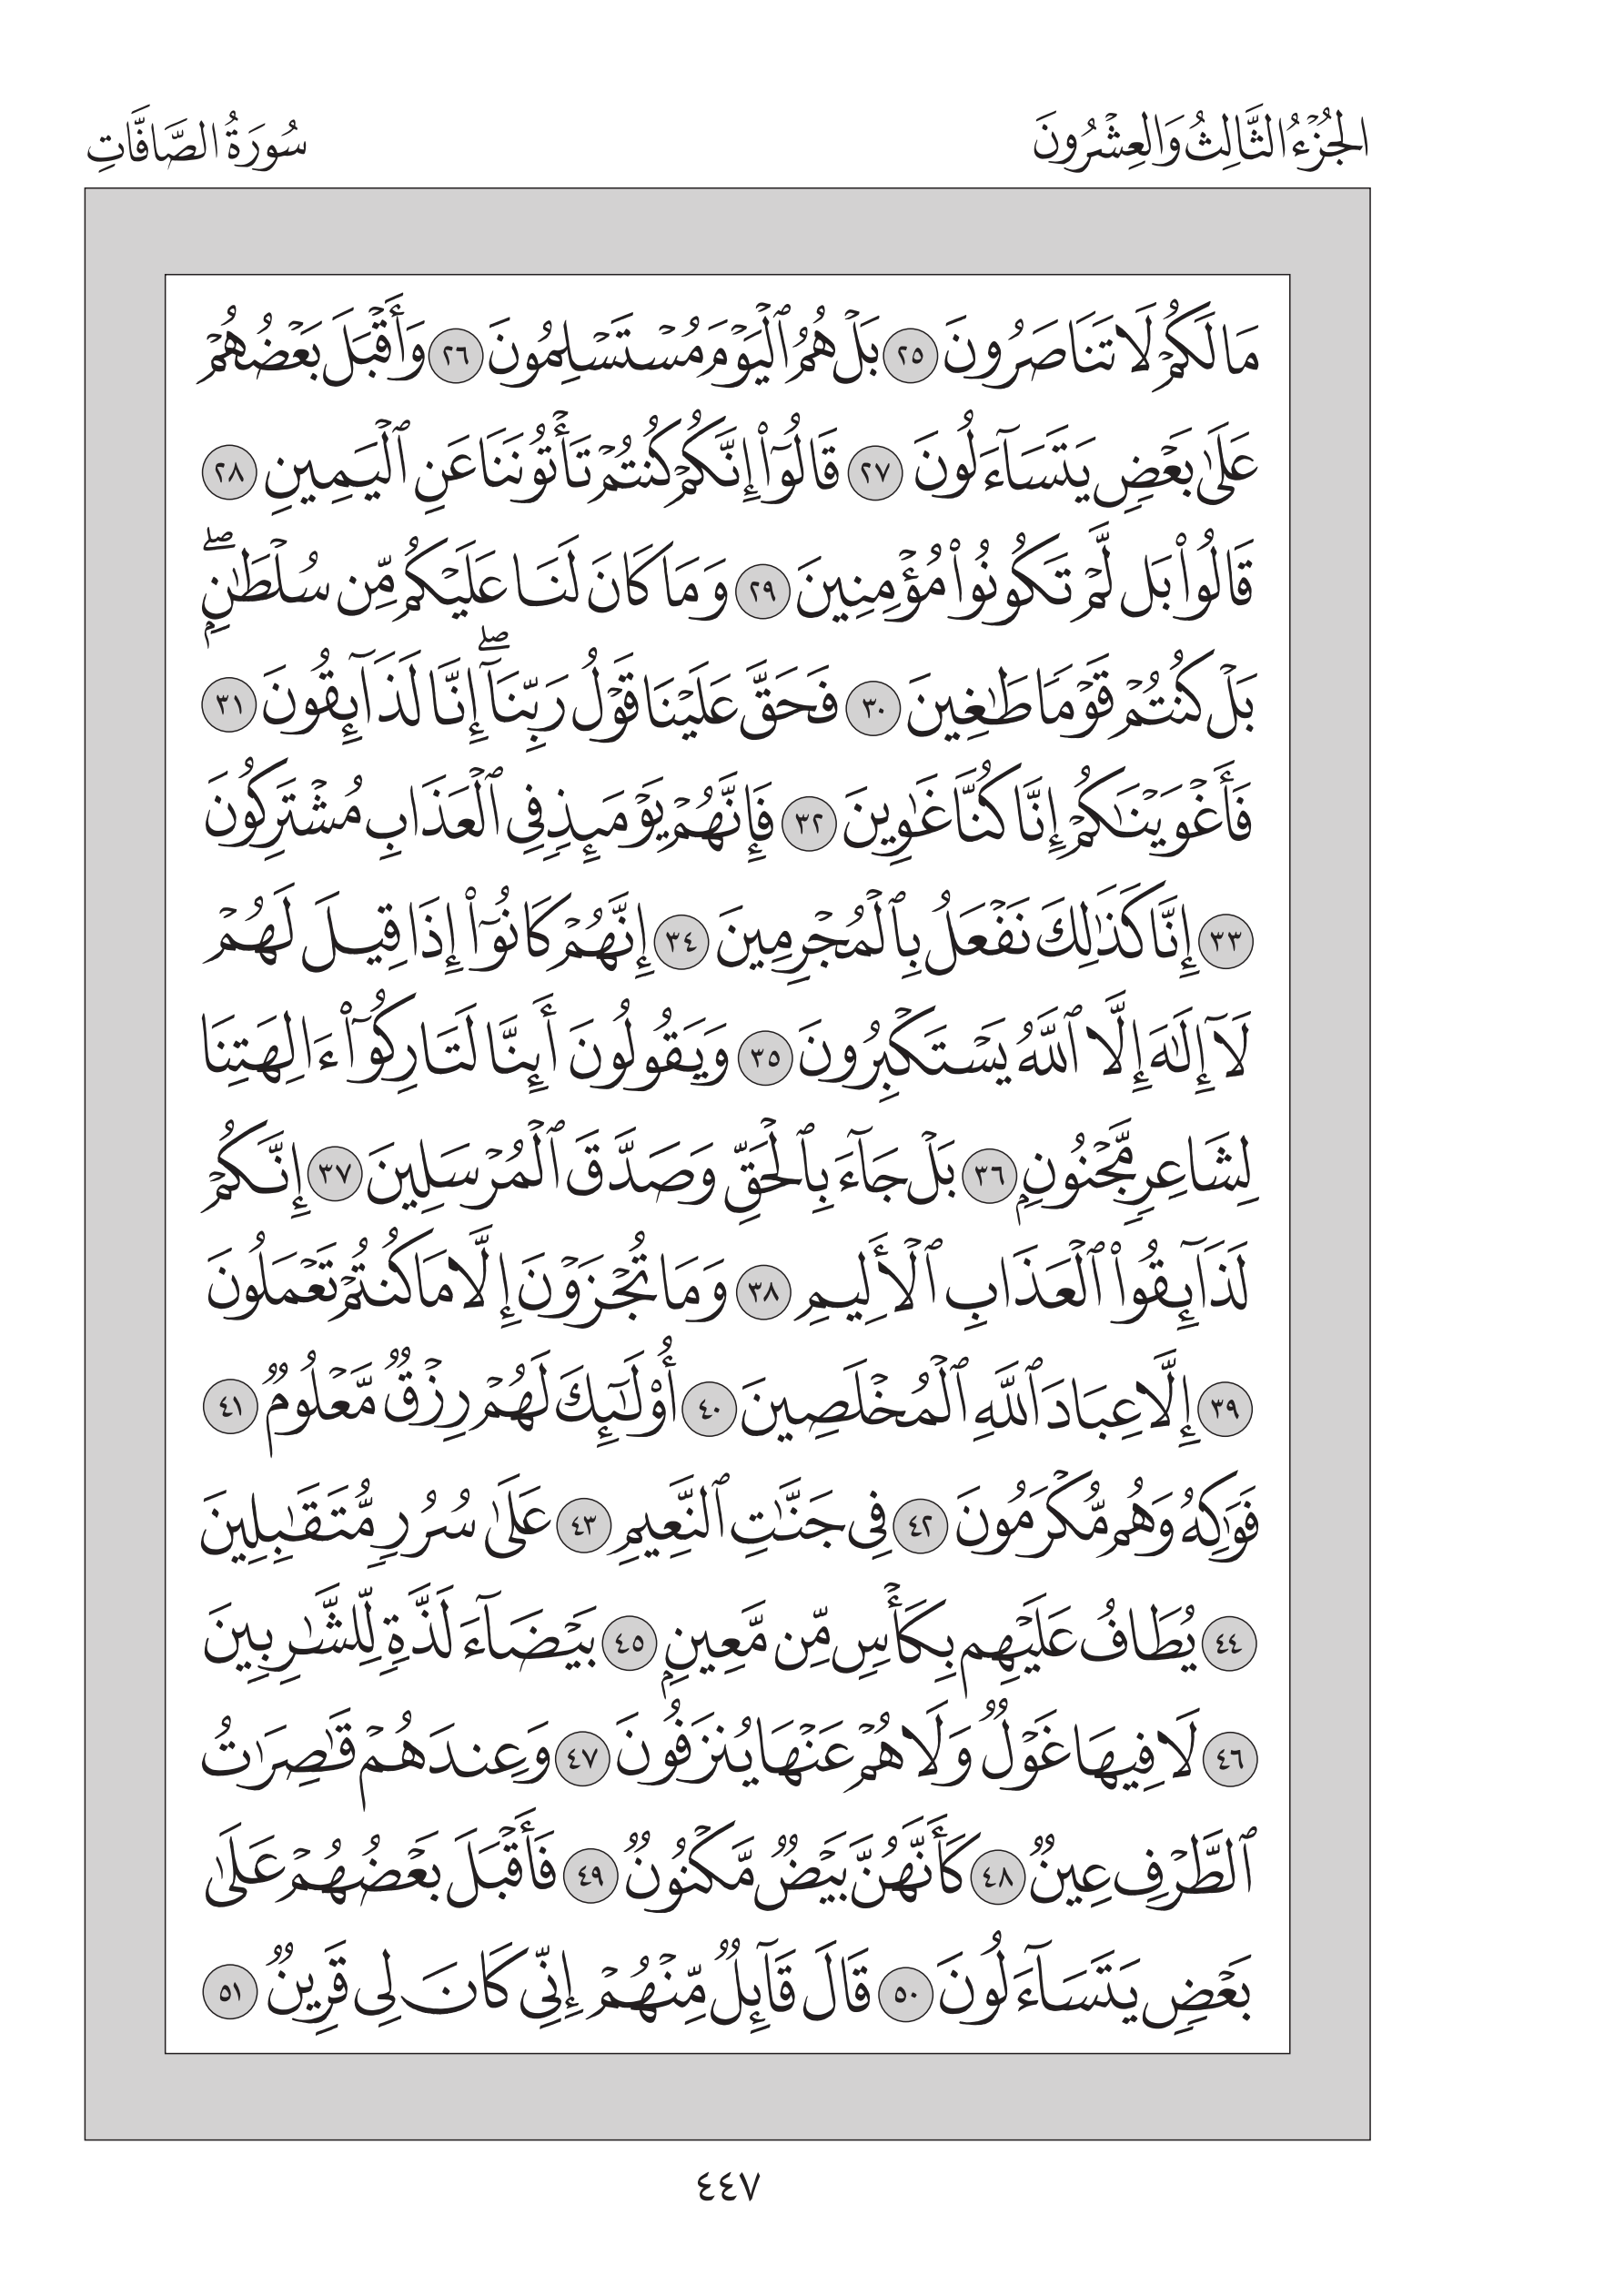 الجُزْءُ الثَّالِثُ وَالعِشْرُونَ
سُورَةُ الصَّافَّاتِ
مَا لَكُمْ لَا تَنَاصَرُونَ ٢٥ بَلْ هُمُ ٱلْيَوْمَ مُسْتَسْلِمُونَ ٢٦ وَأَقْبَلَ بَعْضُهُمْ
عَلَىٰ بَعْضٍ يَتَسَآءَلُونَ ٢٧ قَالُوٓا۟ إِنَّكُمْ كُنتُمْ تَأْتُونَنَا عَنِ ٱلْيَمِينِ ٢٨
قَالُوا۟ بَل لَّمْ تَكُونُوا۟ مُؤْمِنِينَ ٢٩ وَمَا كَانَ لَنَا عَلَيْكُم مِّن سُلْطَٰنٍۭ ۖ
بَلْ كُنتُمْ قَوْمًا طَٰغِينَ ٣٠ فَحَقَّ عَلَيْنَا قَوْلُ رَبِّنَآ ۖ إِنَّا لَذَآئِقُونَ ٣١
فَأَغْوَيْنَٰكُمْ إِنَّا كُنَّا غَٰوِينَ ٣٢ فَإِنَّهُمْ يَوْمَئِذٍ فِى ٱلْعَذَابِ مُشْتَرِكُونَ
٣٣ إِنَّا كَذَٰلِكَ نَفْعَلُ بِٱلْمُجْرِمِينَ ٣٤ إِنَّهُمْ كَانُوٓا۟ إِذَا قِيلَ لَهُمْ
لَآ إِلَٰهَ إِلَّا ٱللَّهُ يَسْتَكْبِرُونَ ٣٥ وَيَقُولُونَ أَئِنَّا لَتَارِكُوٓا۟ ءَالِهَتِنَا
لِشَاعِرٍ مَّجْنُونٍۭ ٣٦ بَلْ جَآءَ بِٱلْحَقِّ وَصَدَّقَ ٱلْمُرْسَلِينَ ٣٧ إِنَّكُمْ
لَذَآئِقُوا۟ ٱلْعَذَابِ ٱلْأَلِيمِ ٣٨ وَمَا تُجْزَوْنَ إِلَّا مَا كُنتُمْ تَعْمَلُونَ
٣٩ إِلَّا عِبَادَ ٱللَّهِ ٱلْمُخْلَصِينَ ٤٠ أُو۟لَٰٓئِكَ لَهُمْ رِزْقٌ مَّعْلُومٌ ٤١
فَوَٰكِهُ وَهُم مُّكْرَمُونَ ٤٢ فِى جَنَّٰتِ ٱلنَّعِيمِ ٤٣ عَلَىٰ سُرُرٍ مُّتَقَٰبِلِينَ
٤٤ يُطَافُ عَلَيْهِم بِكَأْسٍ مِّن مَّعِينٍۭ ٤٥ بَيْضَآءَ لَذَّةٍ لِّلشَّٰرِبِينَ
٤٦ لَا فِيهَا غَوْلٌ وَلَا هُمْ عَنْهَا يُنزَفُونَ ٤٧ وَعِندَهُمْ قَٰصِرَٰتُ
ٱلطَّرْفِ عِينٌ ٤٨ كَأَنَّهُنَّ بَيْضٌ مَّكْنُونٌ ٤٩ فَأَقْبَلَ بَعْضُهُمْ عَلَىٰ
بَعْضٍ يَتَسَآءَلُونَ ٥٠ قَالَ قَآئِلٌ مِّنْهُمْ إِنِّى كَانَ لِى قَرِينٌ ٥١
٤٤٧